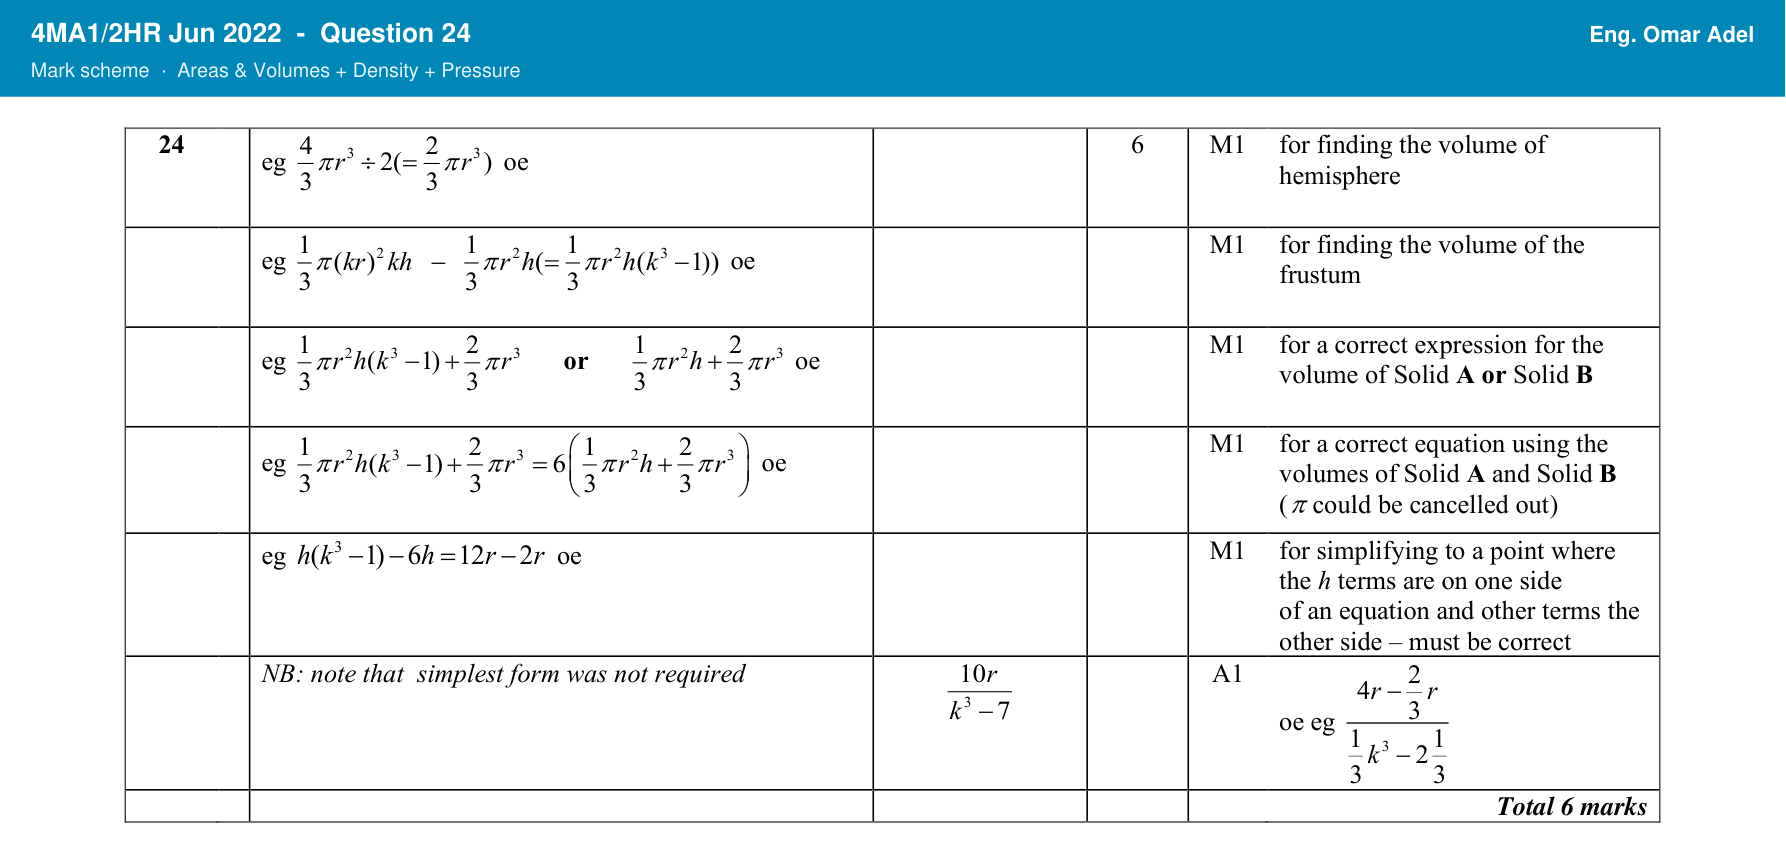 4MA1/2HR Jun 2022 - Question 24
Eng. Omar Adel
Mark scheme · Areas & Volumes + Density + Pressure
24
eg 4/3 πr³ ÷ 2(= 2/3 πr³) oe
6
M1 for finding the volume of
hemisphere
eg 1/3 π(kr)² kh − 1/3 πr²h(= 1/3 πr²h(k³ − 1)) oe
M1 for finding the volume of the
frustum
eg 1/3 πr²h(k³ − 1) + 2/3 πr³ or 1/3 πr²h + 2/3 πr³ oe
M1 for a correct expression for the
volume of Solid A or Solid B
eg 1/3 πr²h(k³ − 1) + 2/3 πr³ = 6(1/3 πr²h + 2/3 πr³) oe
M1 for a correct equation using the
volumes of Solid A and Solid B
(π could be cancelled out)
eg h(k³ − 1) − 6h = 12r − 2r oe
M1 for simplifying to a point where
the h terms are on one side
of an equation and other terms the
other side – must be correct
NB: note that simplest form was not required
10r/(k³ − 7)
A1
oe eg (4r − 2/3 r)/(1/3 k³ − 2 1/3)
Total 6 marks